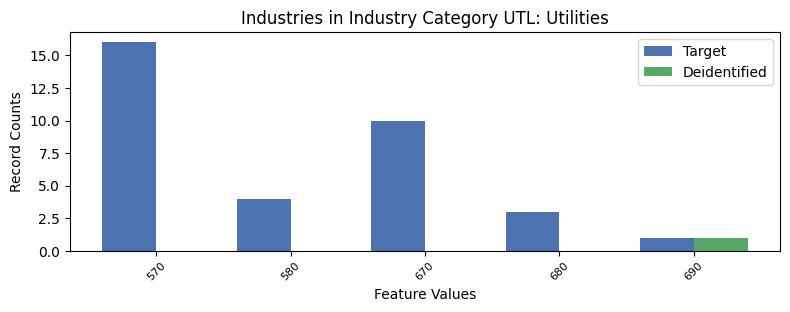 Industries in Industry Category UTL: Utilities
Target
Deidentified
Record Counts
15.0
12.5
10.0
7.5
5.0
2.5
0.0
570
580
670
680
690
Feature Values